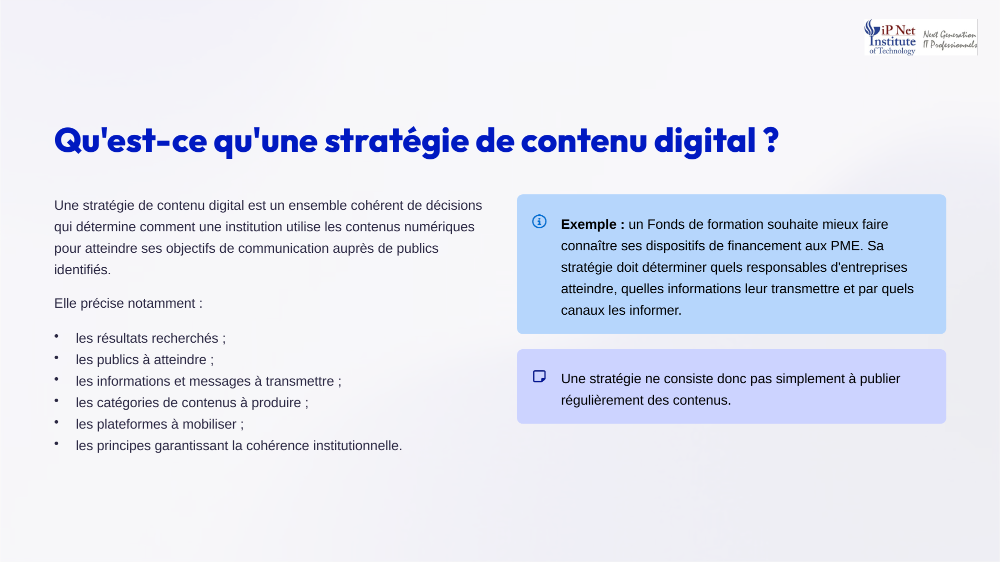 iP Net
Institute
of Technology
Next Generation
IT Professionnels
Qu'est-ce qu'une stratégie de contenu digital ?
Une stratégie de contenu digital est un ensemble cohérent de décisions
qui détermine comment une institution utilise les contenus numériques
pour atteindre ses objectifs de communication auprès de publics
identifiés.
Elle précise notamment :
• les résultats recherchés ;
• les publics à atteindre ;
• les informations et messages à transmettre ;
• les catégories de contenus à produire ;
• les plateformes à mobiliser ;
• les principes garantissant la cohérence institutionnelle.
Exemple : un Fonds de formation souhaite mieux faire
connaître ses dispositifs de financement aux PME. Sa
stratégie doit déterminer quels responsables d'entreprises
atteindre, quelles informations leur transmettre et par quels
canaux les informer.
Une stratégie ne consiste donc pas simplement à publier
régulièrement des contenus.